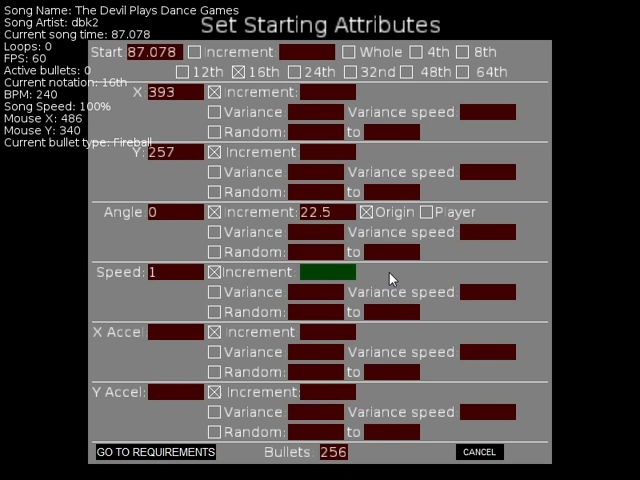 Song Name: The Devil Plays Dance Games
Song Artist: dbk2
Set Starting Attributes
Current song time: 87.078
Loops: 0
FPS: 60
Active bullets: 0
Current notation: 16th
BPM: 240
Song Speed: 100%
Mouse X: 486
Mouse Y: 340
Current bullet type: Fireball
Start 87.078 Increment: Whole 4th 8th
12th 16th 24th 32nd 48th 64th
X 393 Increment:
Variance Variance speed:
Random: to
Y: 257 Increment
Variance Variance speed:
Random: to
Angle 0 Increment: 22.5 Origin Player
Variance Variance speed:
Random: to
Speed: 1 Increment
Variance Variance speed:
Random: to
X Accel Increment
Variance Variance speed:
Random: to
Y Accel: Increment:
Variance Variance speed:
Random: to
GO TO REQUIREMENTS Bullets: 256 CANCEL